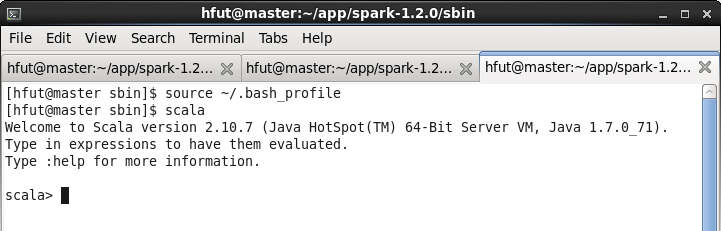 hfut@master:~/app/spark-1.2.0/sbin
File Edit View Search Terminal Tabs Help
hfut@master:~/app/spark-1.2... hfut@master:~/app/spark-1.2... hfut@master:~/app/spark-1.2...
[hfut@master sbin]$ source ~/.bash_profile
[hfut@master sbin]$ scala
Welcome to Scala version 2.10.7 (Java HotSpot(TM) 64-Bit Server VM, Java 1.7.0_71).
Type in expressions to have them evaluated.
Type :help for more information.
scala>